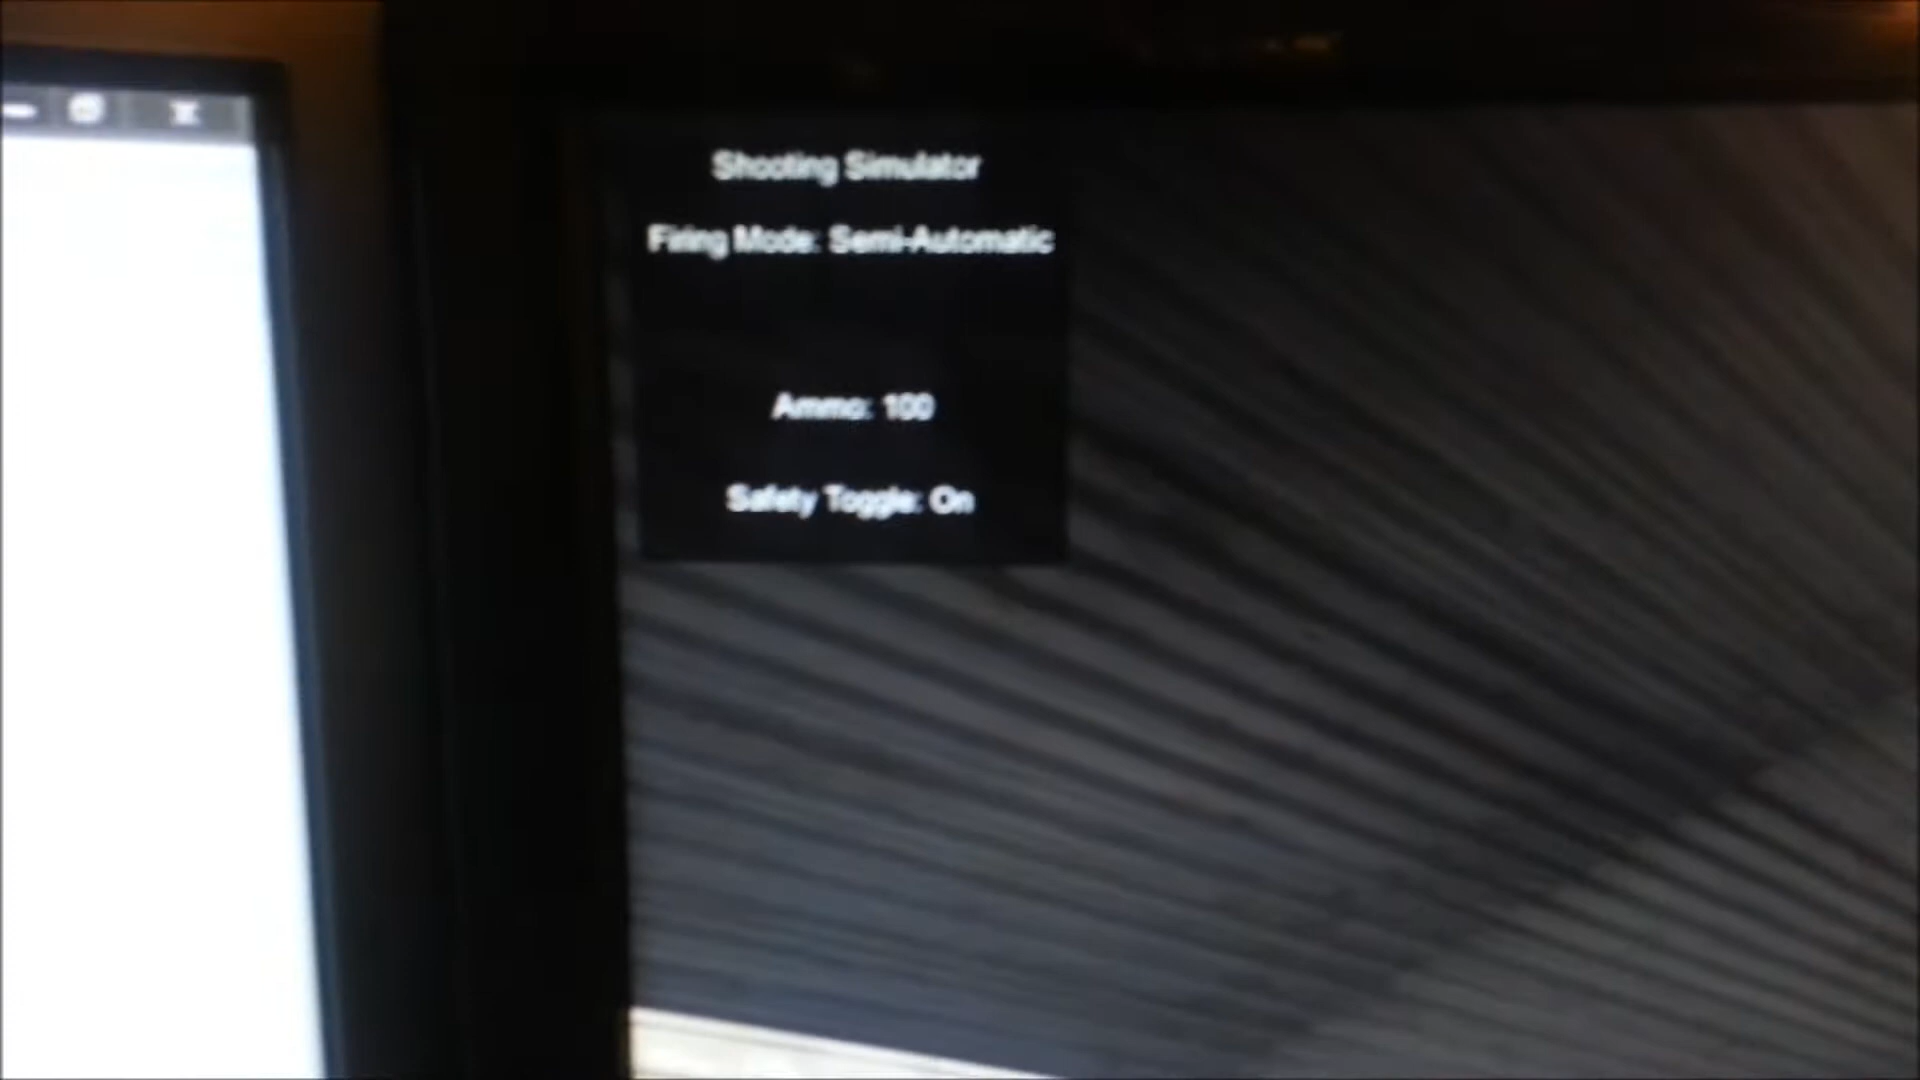 Shooting Simulator
Firing Mode: Semi-Automatic
Ammo: 100
Safety Toggle: On